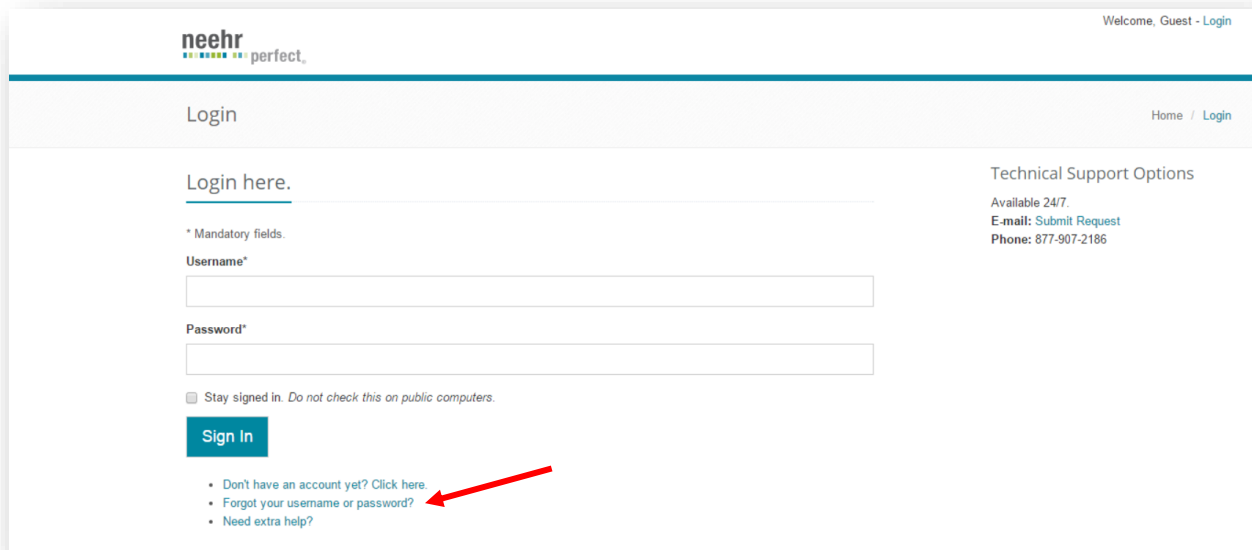 Welcome, Guest - Login
neehr
perfect®
Login
Home / Login
Login here.
* Mandatory fields.
Username*
Password*
Stay signed in. Do not check this on public computers.
Sign In
• Don't have an account yet? Click here.
• Forgot your username or password?
• Need extra help?
Technical Support Options
Available 24/7.
E-mail: Submit Request
Phone: 877-907-2186